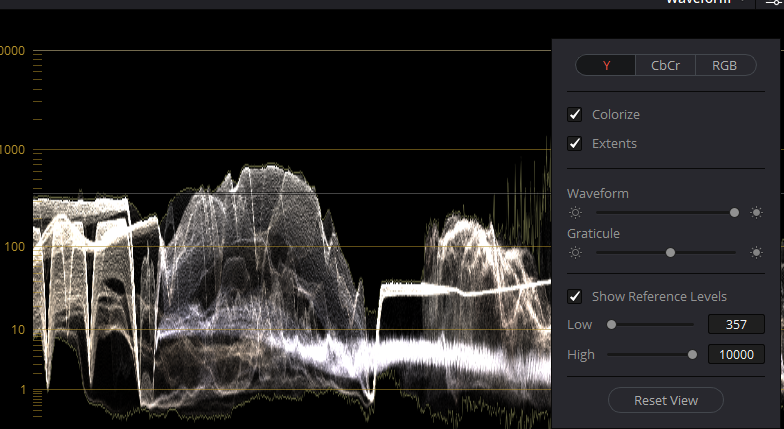 Waveform
0000
Y CbCr RGB
1000
Colorize
Extents
Waveform
Graticule
100
Show Reference Levels
Low 357
10
High 10000
1
Reset View